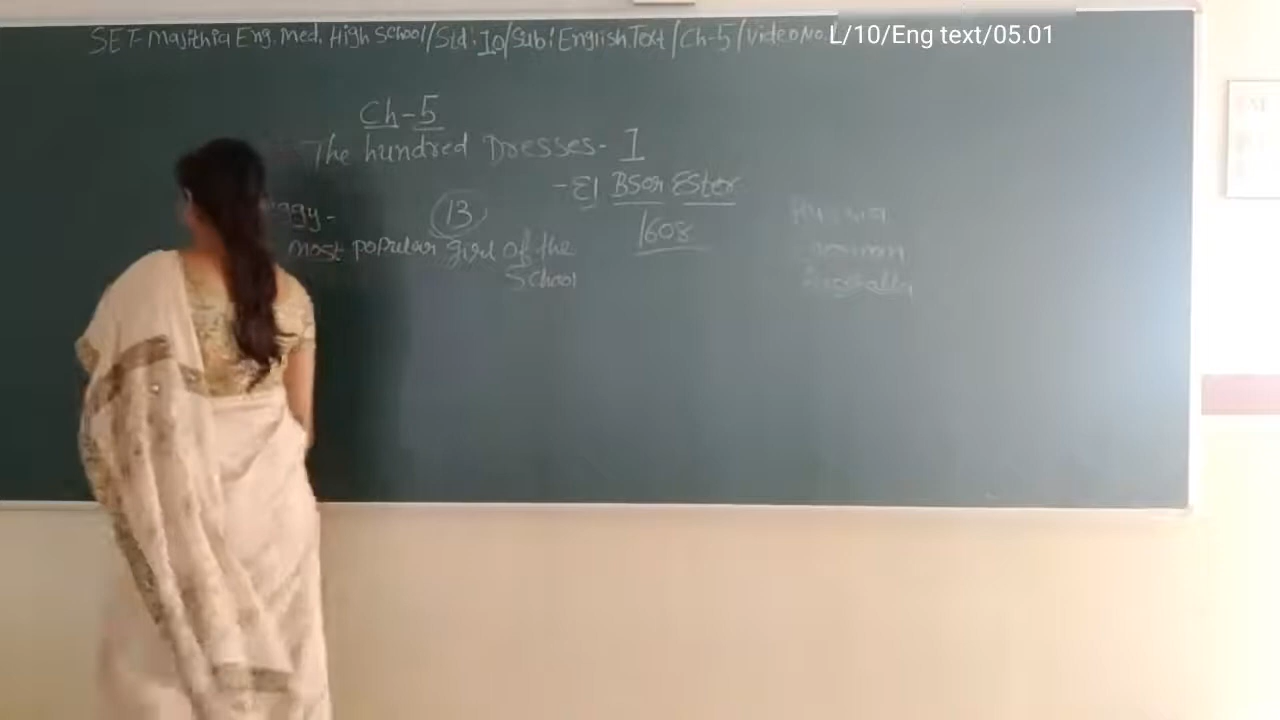 SET-Majithia Eng. Med. High School/Std:10/Sub:English Text/Ch-5/Video No.
L/10/Eng text/05.01
Ch-5
The hundred Dresses- I
-El Bson Ester
13
1608
most popular girl of the
School